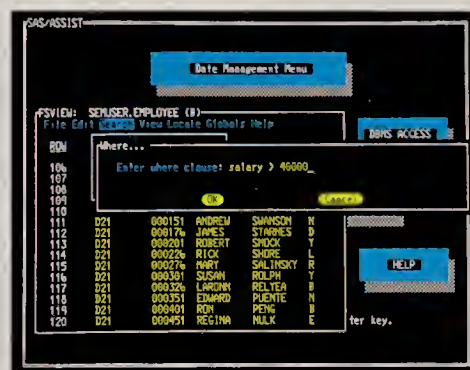 SAS/ASSIST
Date Management Menu
FSVIEW: SEMUSER.EMPLOYEE (B)
File Edit Search View Locate Globals Help
DBMS ACCESS
ROW
Where...
Enter where clause: salary > 40000_
OK Cancel
106
107
108
109
110
111 D21 000151 ANDREW SWANSON N
112 D21 000176 JAMES STARNES D
113 D21 000201 ROBERT SMOCK Y
114 D21 000226 RICK SHORE L
115 D21 000276 MARY SALINSKY R
116 D21 000301 SUSAN ROLPH Y
117 D21 000326 LARONN RELYEA B
118 D21 000351 EDWARD PUENTE N
119 D21 000401 RON PENG B
120 D21 000451 REGINA NULK E
HELP
ter key.